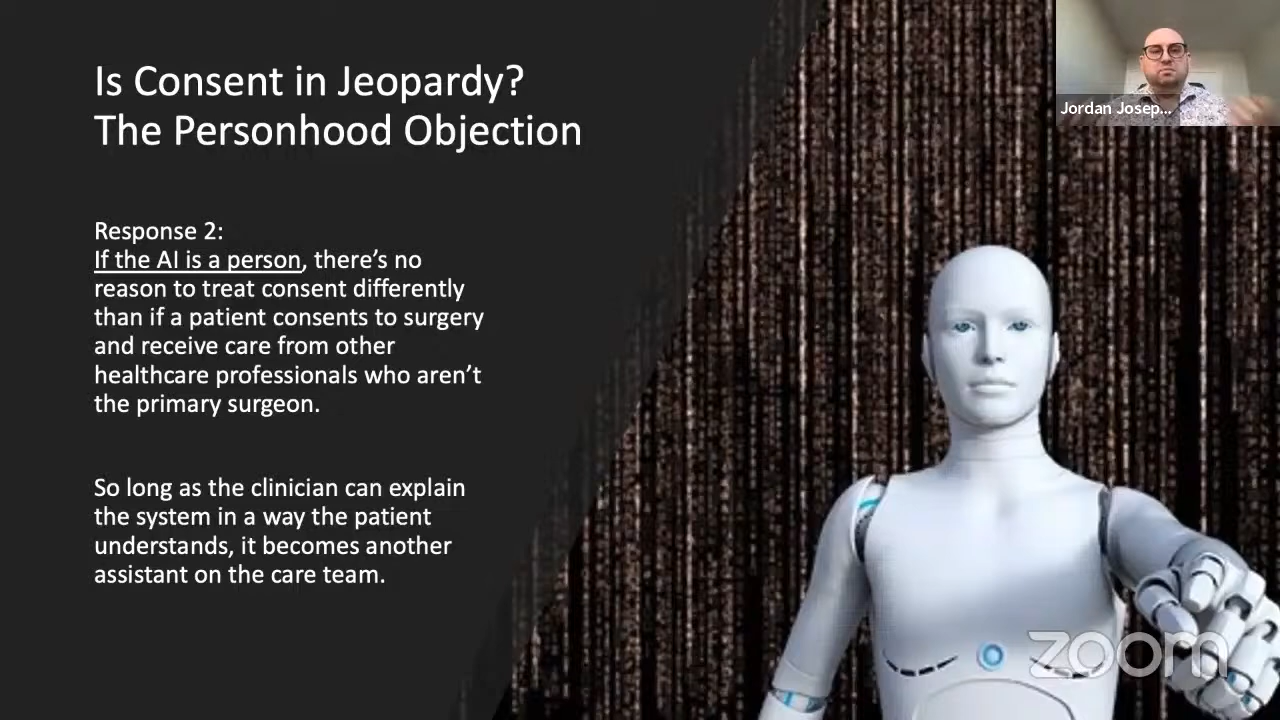 Is Consent in Jeopardy?
The Personhood Objection
Jordan Josep...
Response 2:
If the AI is a person, there's no
reason to treat consent differently
than if a patient consents to surgery
and receive care from other
healthcare professionals who aren't
the primary surgeon.
So long as the clinician can explain
the system in a way the patient
understands, it becomes another
assistant on the care team.
zoom